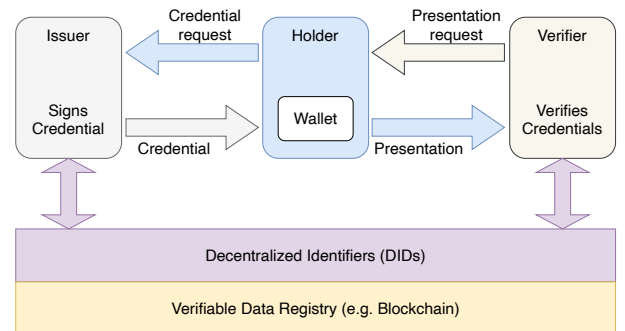 Issuer
Credential
request
Holder
Presentation
request
Verifier
Signs
Credential
Credential
Wallet
Presentation
Verifies
Credentials
Decentralized Identifiers (DIDs)
Verifiable Data Registry (e.g. Blockchain)